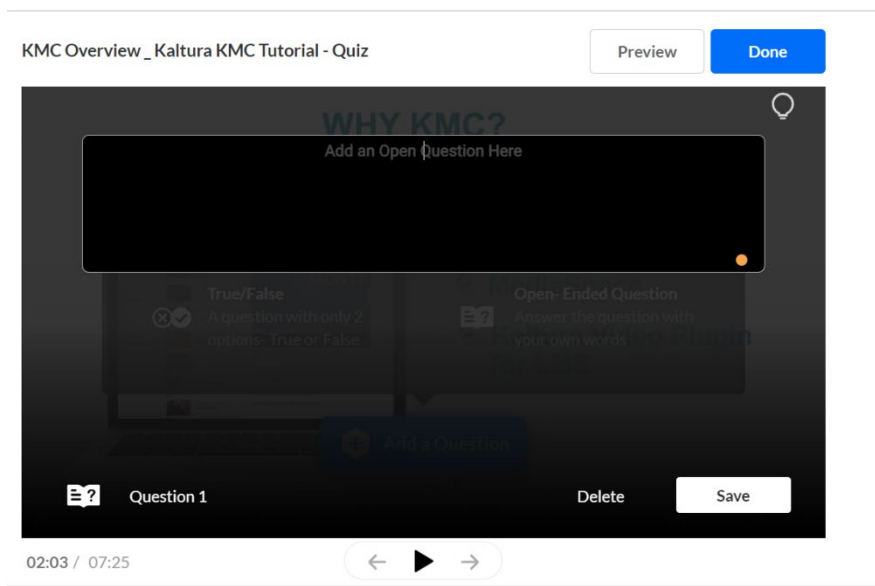 KMC Overview _ Kaltura KMC Tutorial - Quiz
Preview
Done
WHY KMC?
Add an Open Question Here
True/False
A question with only 2
options- True or False
Open- Ended Question
Answer the question with
your own words
Add a Question
Question 1
Delete
Save
02:03 / 07:25